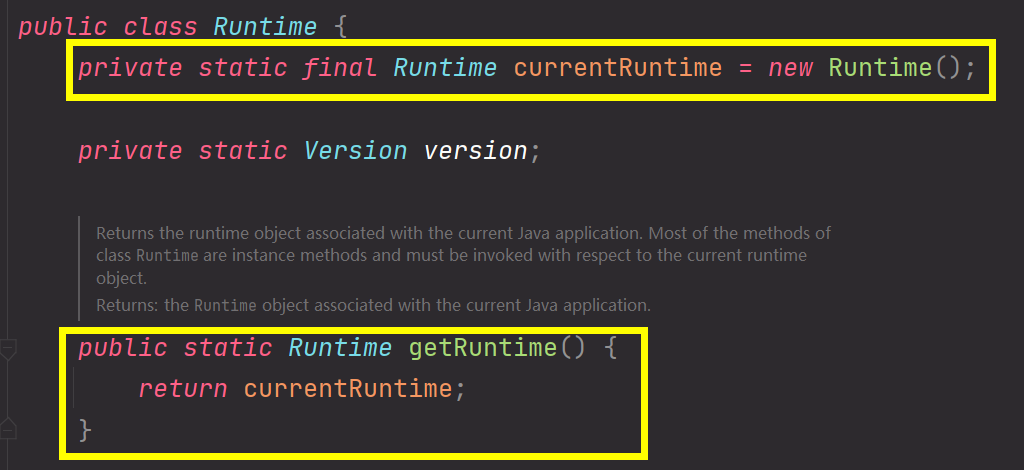 public class Runtime {
private static final Runtime currentRuntime = new Runtime();
private static Version version;
Returns the runtime object associated with the current Java application. Most of the methods of
class Runtime are instance methods and must be invoked with respect to the current runtime
object.
Returns: the Runtime object associated with the current Java application.
public static Runtime getRuntime() {
return currentRuntime;
}